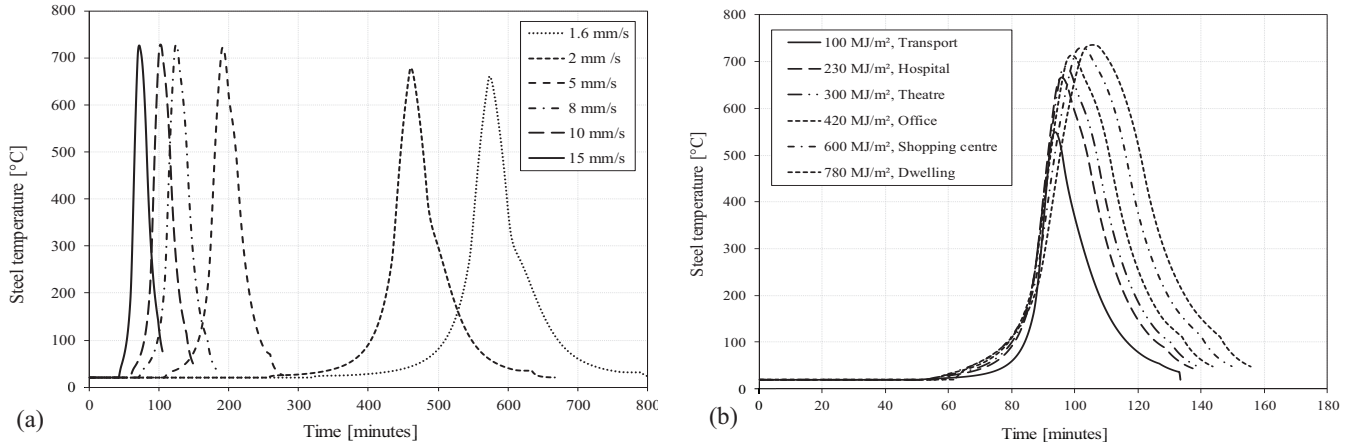 800
700
600
500
400
300
200
100
0
Steel temperature [°C]
0 100 200 300 400 500 600 700 800
Time [minutes]
1.6 mm/s
2 mm /s
5 mm/s
8 mm/s
10 mm/s
15 mm/s
(a)
800
700
600
500
400
300
200
100
0
Steel temperature [°C]
0 20 40 60 80 100 120 140 160 180
Time [minutes]
100 MJ/m², Transport
230 MJ/m², Hospital
300 MJ/m², Theatre
420 MJ/m², Office
600 MJ/m², Shopping centre
780 MJ/m², Dwelling
(b)